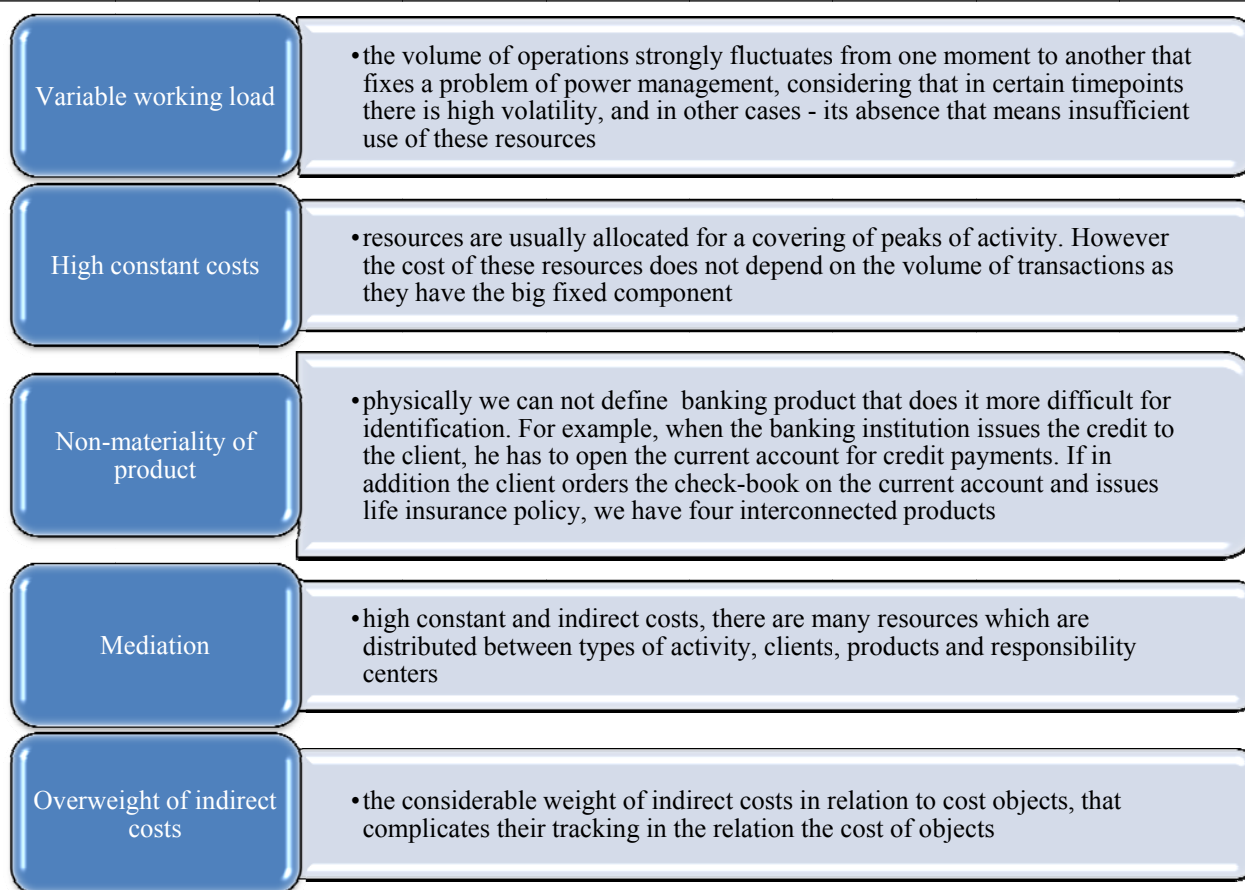 Variable working load
•the volume of operations strongly fluctuates from one moment to another that
fixes a problem of power management, considering that in certain timepoints
there is high volatility, and in other cases - its absence that means insufficient
use of these resources
High constant costs
•resources are usually allocated for a covering of peaks of activity. However
the cost of these resources does not depend on the volume of transactions as
they have the big fixed component
Non-materiality of
product
•physically we can not define banking product that does it more difficult for
identification. For example, when the banking institution issues the credit to
the client, he has to open the current account for credit payments. If in
addition the client orders the check-book on the current account and issues
life insurance policy, we have four interconnected products
Mediation
•high constant and indirect costs, there are many resources which are
distributed between types of activity, clients, products and responsibility
centers
Overweight of indirect
costs
•the considerable weight of indirect costs in relation to cost objects, that
complicates their tracking in the relation the cost of objects